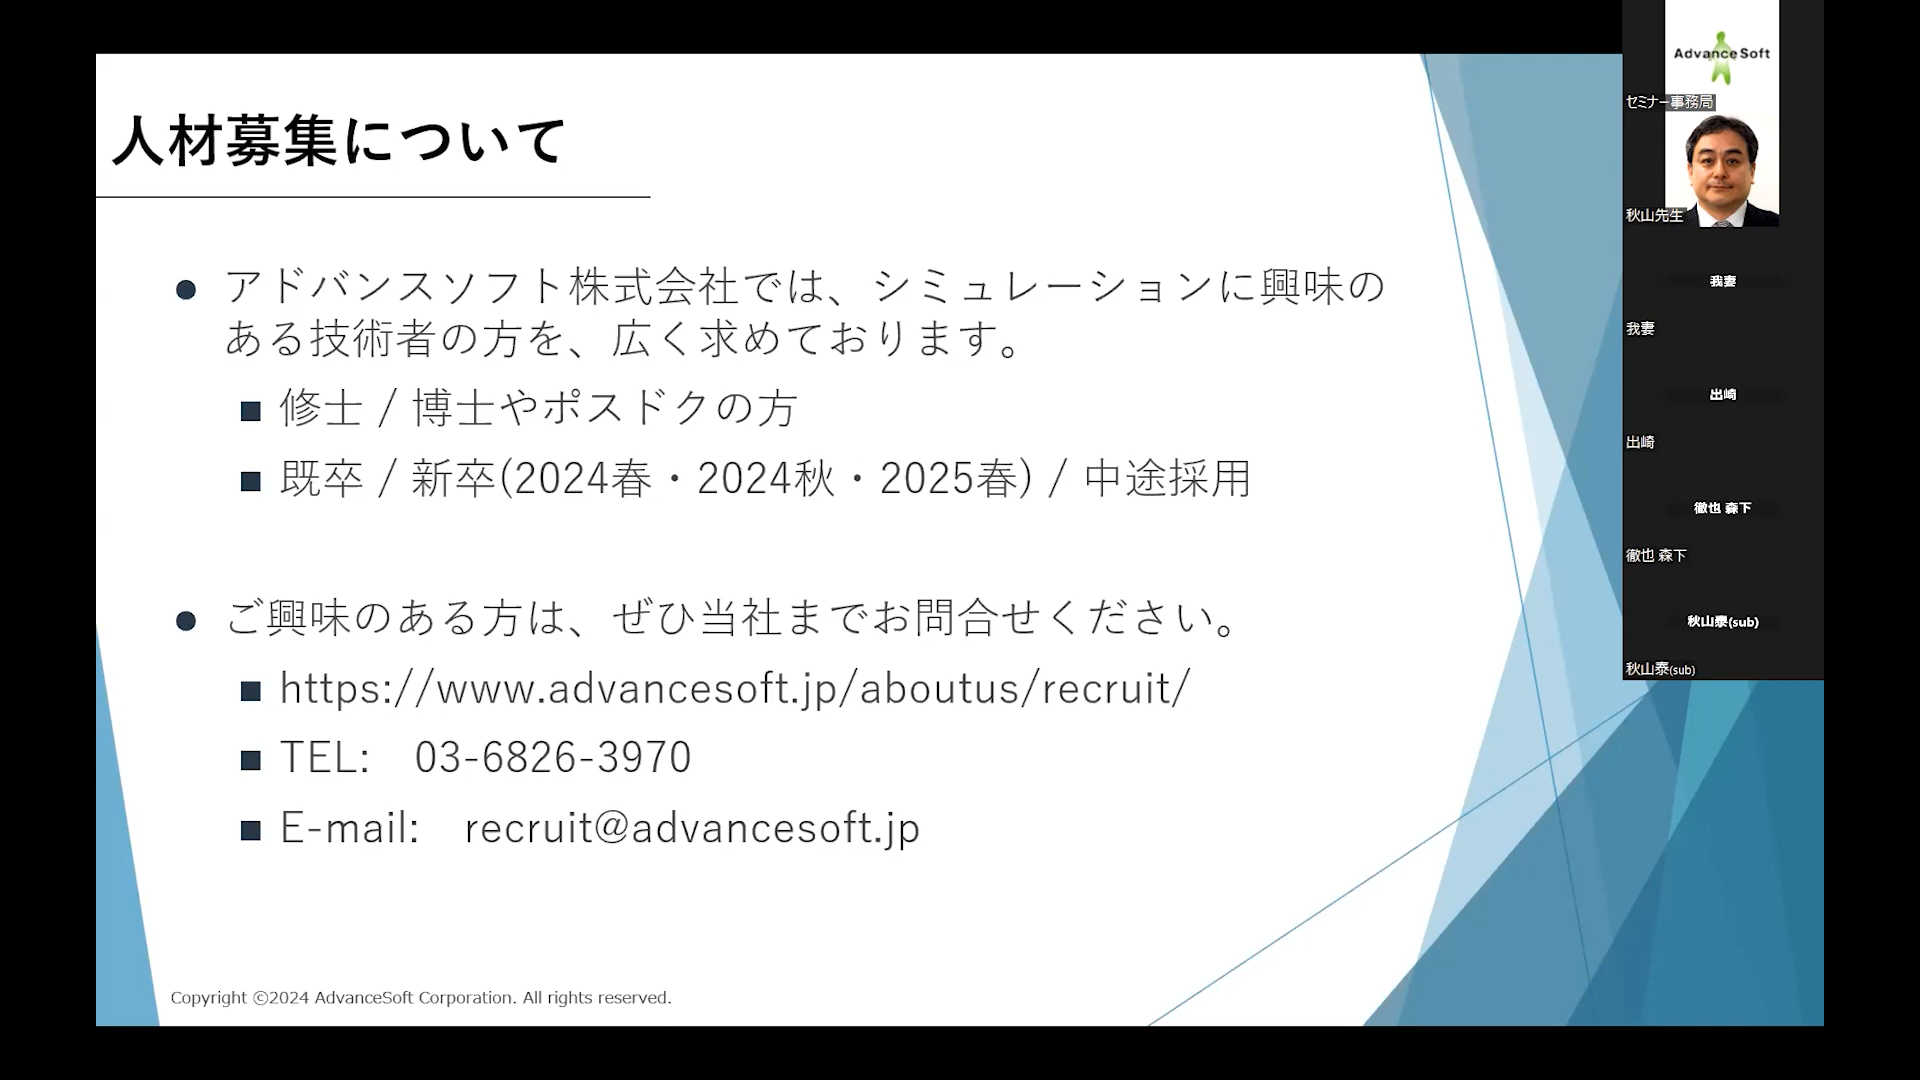 人材募集について
アドバンスソフト株式会社では、シミュレーションに興味の
ある技術者の方を、広く求めております。
修士 / 博士やポスドクの方
既卒 / 新卒(2024春・2024秋・2025春) / 中途採用
ご興味のある方は、ぜひ当社までお問合せください。
https://www.advancesoft.jp/aboutus/recruit/
TEL:　03-6826-3970
E-mail:　recruit@advancesoft.jp
Copyright ©2024 AdvanceSoft Corporation. All rights reserved.
AdvanceSoft
セミナー事務局
秋山先生
我妻
我妻
出崎
出崎
徹也 森下
徹也 森下
秋山泰(sub)
秋山泰(sub)